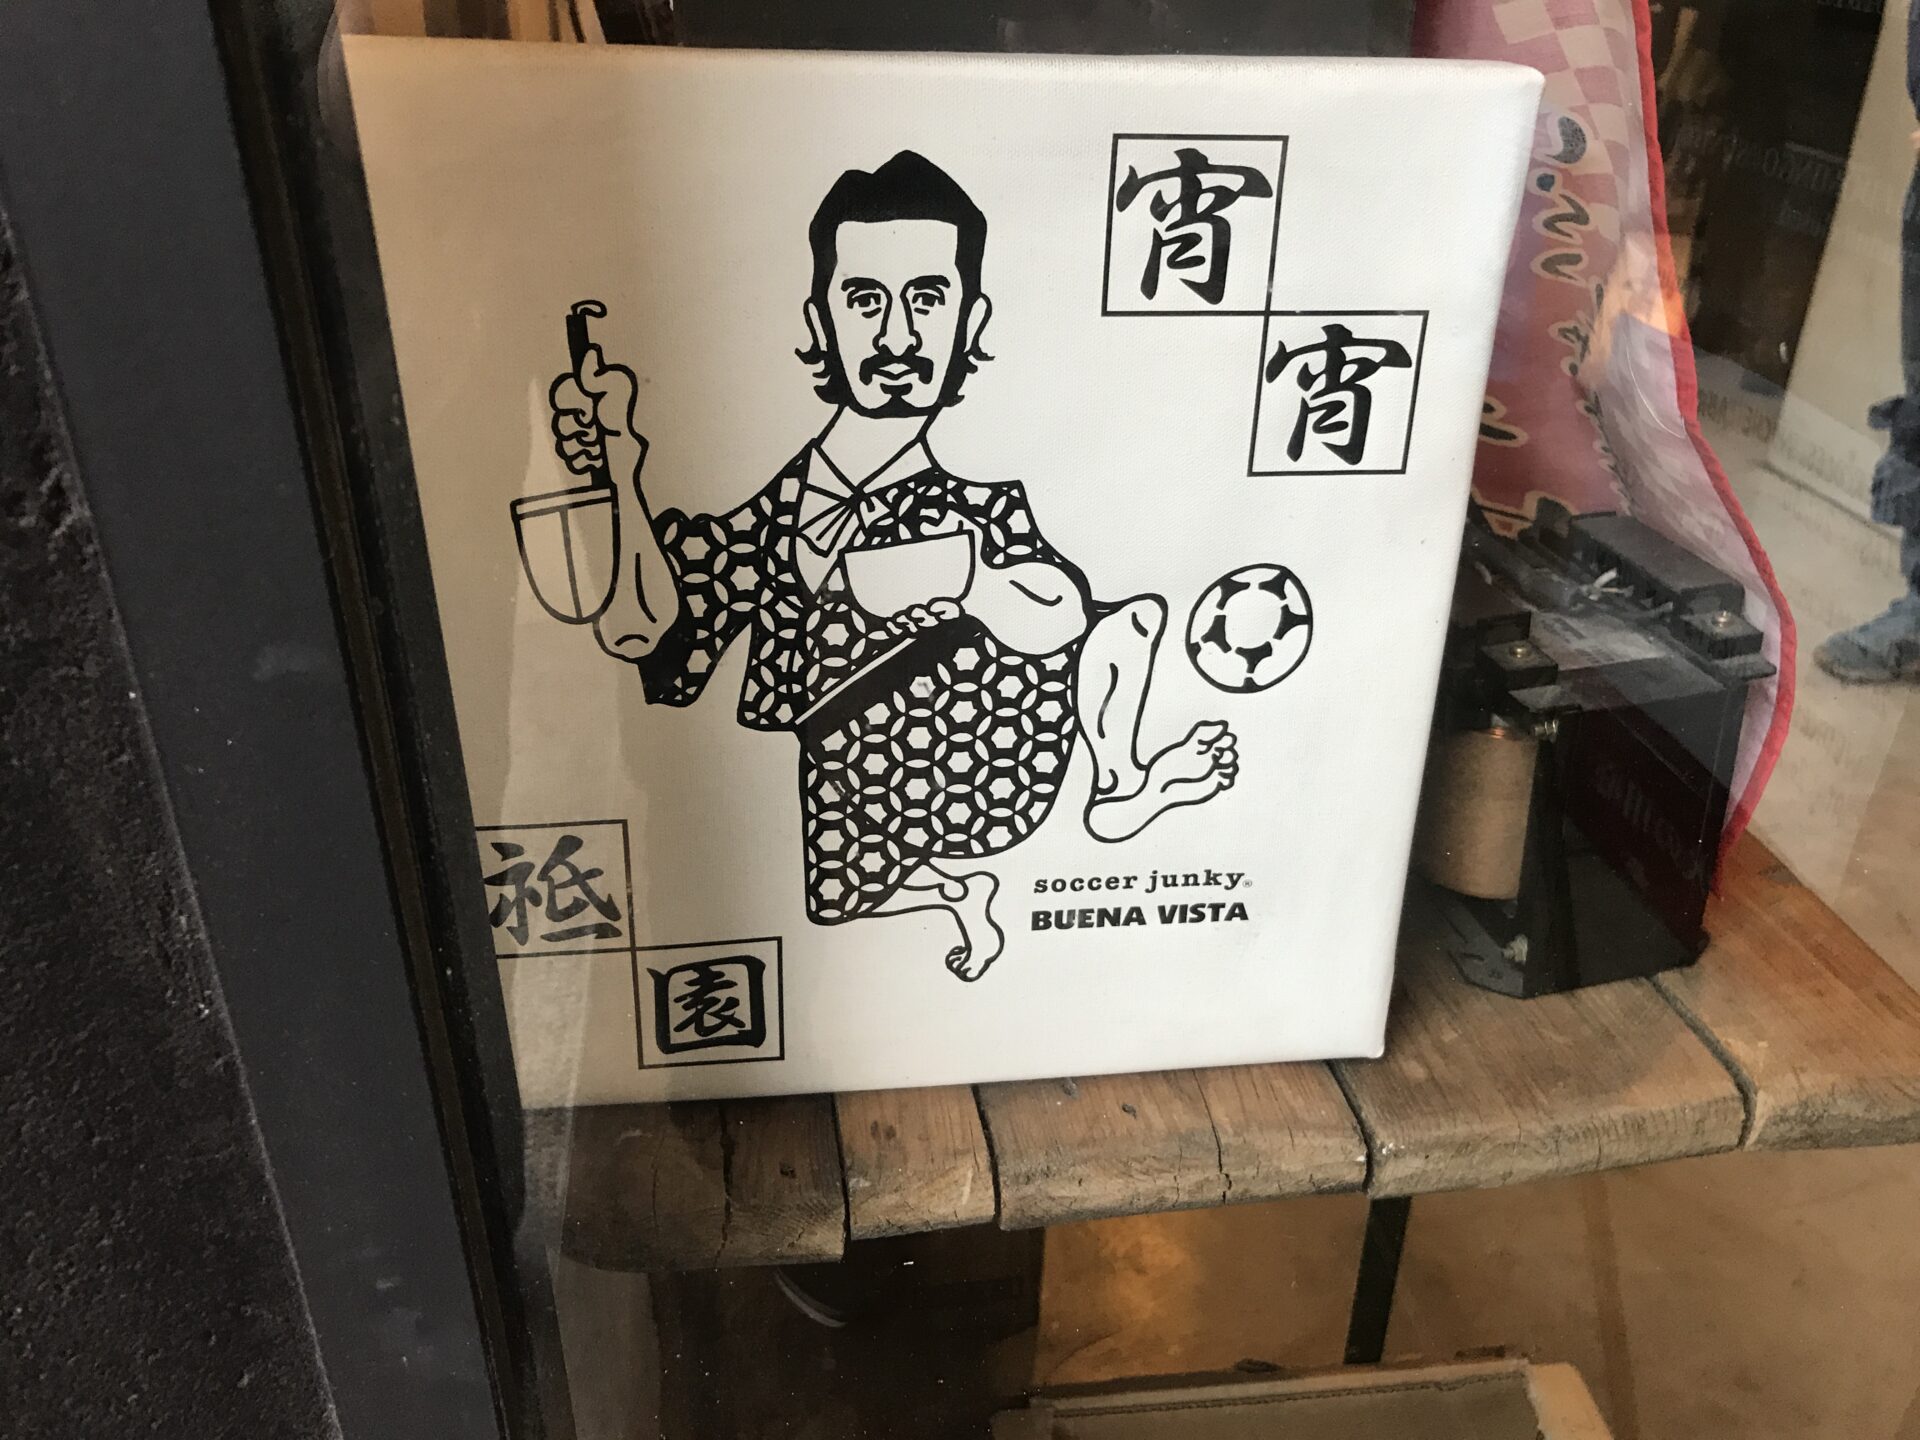 宵
宵
祇
園
soccer junky®
BUENA VISTA